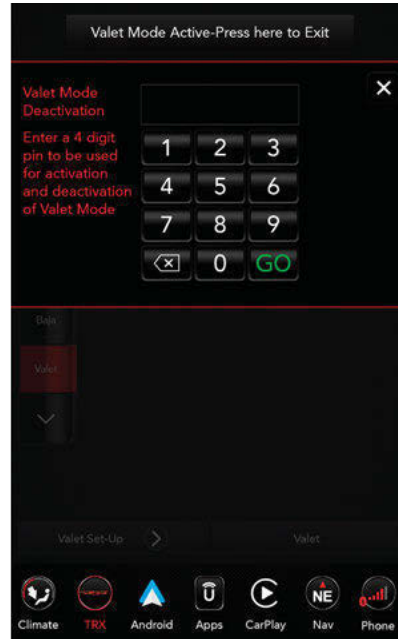 Valet Mode Active-Press here to Exit
Valet Mode
Deactivation
Enter a 4 digit
pin to be used
for activation
and deactivation
of Valet Mode
1 2 3
4 5 6
7 8 9
0 GO
Baja
Valet
Valet Set-Up
Valet
NE
Climate TRX Android Apps CarPlay Nav Phone